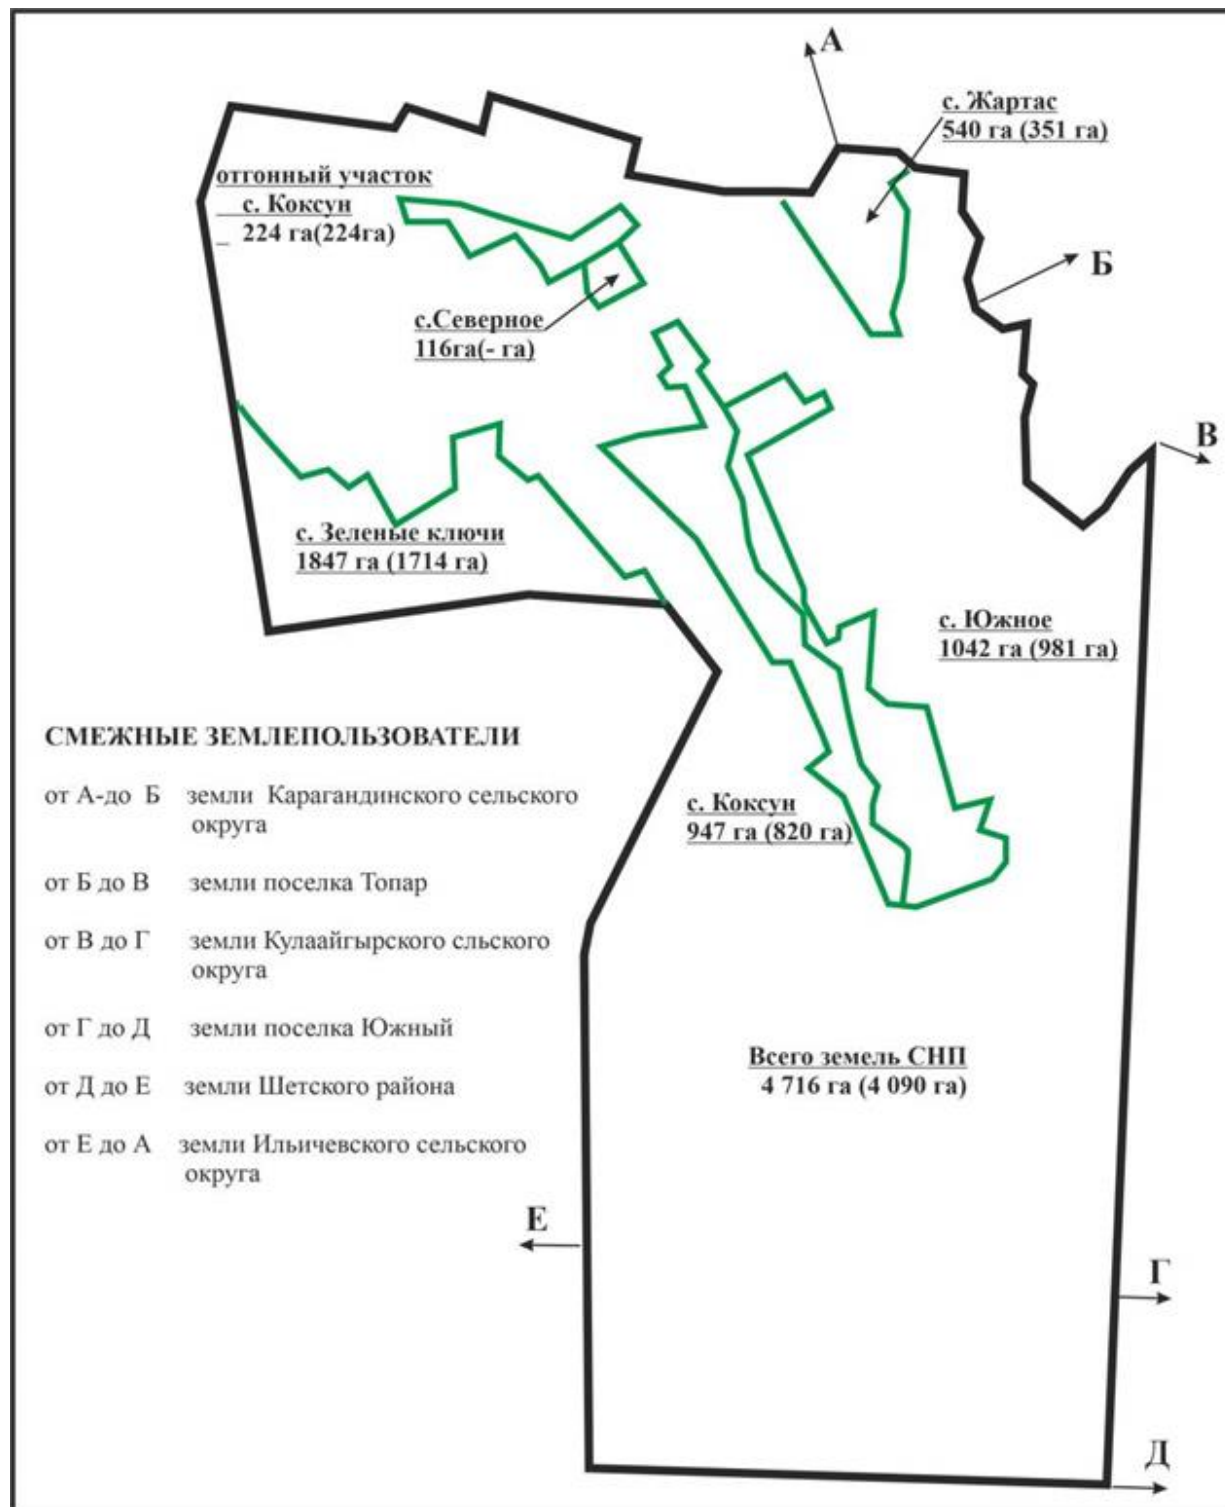 А
с. Жартас
540 га (351 га)
отгонный участок
с. Коксун
224 га(224га)
Б
с.Северное
116га(- га)
В
с. Зеленые ключи
1847 га (1714 га)
с. Южное
1042 га (981 га)
СМЕЖНЫЕ ЗЕМЛЕПОЛЬЗОВАТЕЛИ
от А-до Б земли Карагандинского сельского
округа
от Б до В земли поселка Топар
от В до Г земли Кулаайгырского сльского
округа
от Г до Д земли поселка Южный
от Д до Е земли Шетского района
от Е до А земли Ильичевского сельского
округа
с. Коксун
947 га (820 га)
Всего земель СНП
4 716 га (4 090 га)
Е
Г
Д